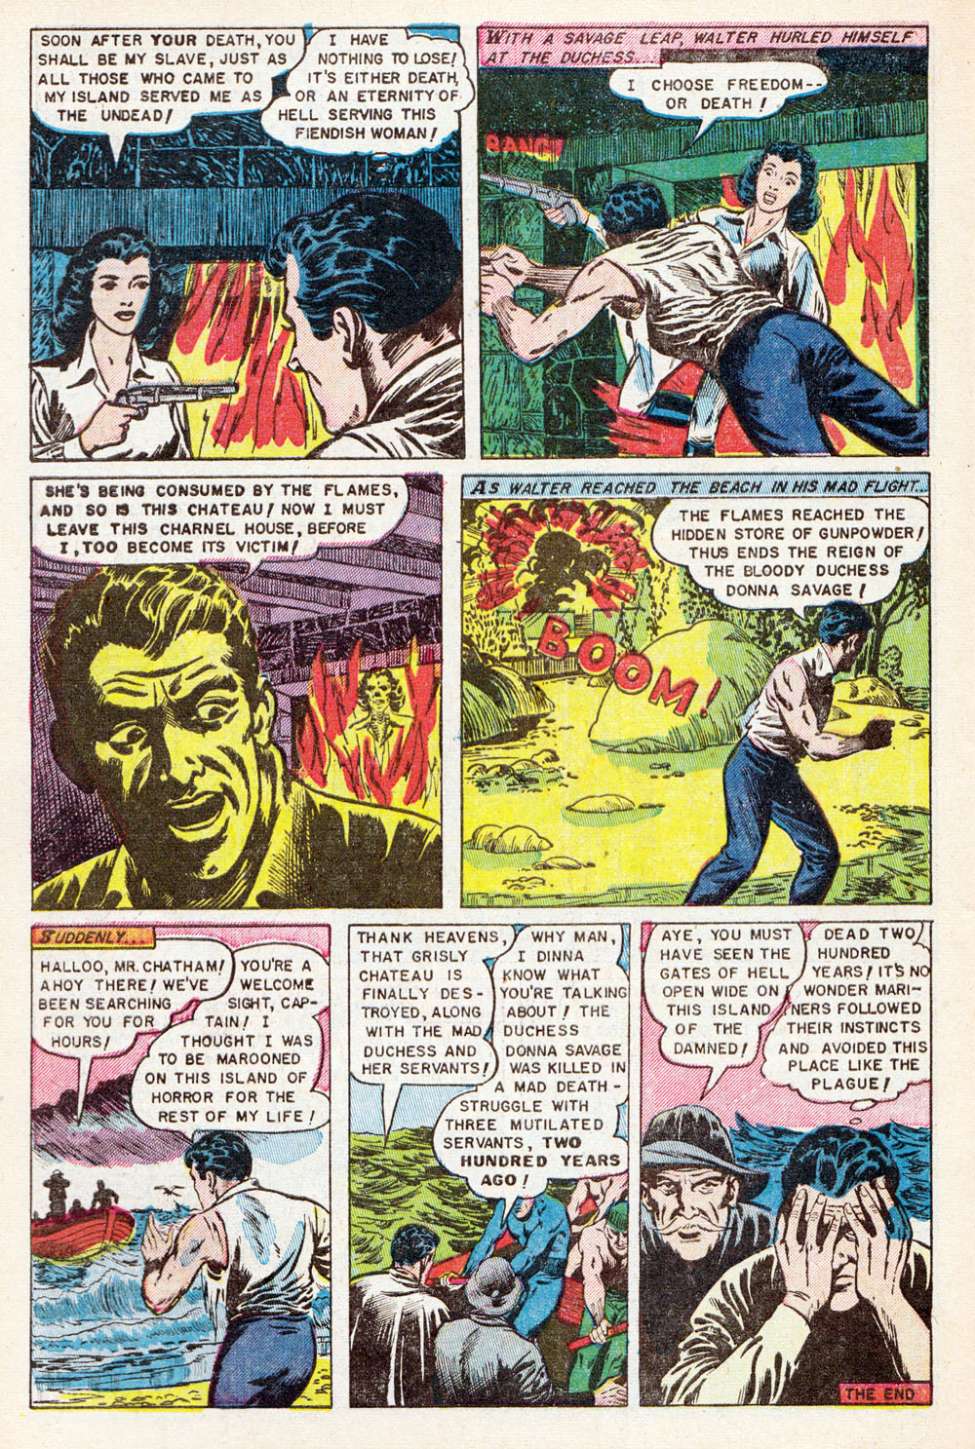 SOON AFTER YOUR DEATH, YOU
SHALL BE MY SLAVE, JUST AS
ALL THOSE WHO CAME TO
MY ISLAND SERVED ME AS
THE UNDEAD!
I HAVE
NOTHING TO LOSE!
IT'S EITHER DEATH,
OR AN ETERNITY OF
HELL SERVING THIS
FIENDISH WOMAN!
WITH A SAVAGE LEAP, WALTER HURLED HIMSELF
AT THE DUCHESS...
I CHOOSE FREEDOM--
OR DEATH!
BANG!
SHE'S BEING CONSUMED BY THE FLAMES,
AND SO IS THIS CHATEAU! NOW I MUST
LEAVE THIS CHARNEL HOUSE, BEFORE
I, TOO BECOME ITS VICTIM!
AS WALTER REACHED THE BEACH IN HIS MAD FLIGHT...
THE FLAMES REACHED THE
HIDDEN STORE OF GUNPOWDER!
THUS ENDS THE REIGN OF
THE BLOODY DUCHESS
DONNA SAVAGE!
BOOM!
SUDDENLY...
HALLOO, MR. CHATHAM!
AHOY THERE! WE'VE
BEEN SEARCHING
FOR YOU FOR
HOURS!
YOU'RE A
WELCOME
SIGHT, CAP-
TAIN! I
THOUGHT I WAS
TO BE MAROONED
ON THIS ISLAND OF
HORROR FOR THE
REST OF MY LIFE!
THANK HEAVENS,
THAT GRISLY
CHATEAU IS
FINALLY DES-
TROYED, ALONG
WITH THE MAD
DUCHESS AND
HER SERVANTS!
WHY MAN,
I DINNA
KNOW WHAT
YOU'RE TALKING
ABOUT! THE
DUCHESS
DONNA SAVAGE
WAS KILLED IN
A MAD DEATH-
STRUGGLE WITH
THREE MUTILATED
SERVANTS, TWO
HUNDRED YEARS
AGO!
AYE, YOU MUST
HAVE SEEN THE
GATES OF HELL
OPEN WIDE ON
THIS ISLAND
OF THE
DAMNED!
DEAD TWO
HUNDRED
YEARS! IT'S NO
WONDER MARI-
NERS FOLLOWED
THEIR INSTINCTS
AND AVOIDED THIS
PLACE LIKE THE
PLAGUE!
THE END